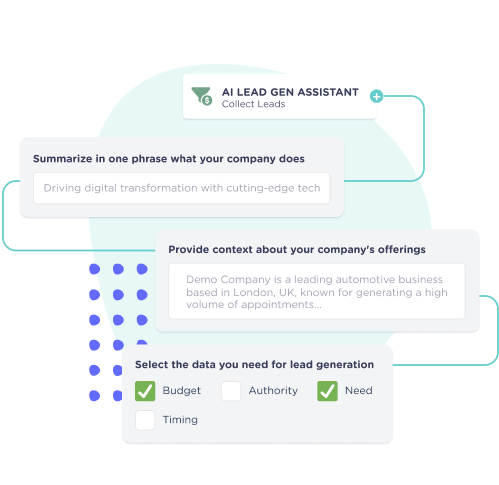 AI LEAD GEN ASSISTANT
Collect Leads
Summarize in one phrase what your company does
Driving digital transformation with cutting-edge tech
Provide context about your company's offerings
Demo Company is a leading automotive business
based in London, UK, known for generating a high
volume of appointments...
Select the data you need for lead generation
Budget Authority Need
Timing